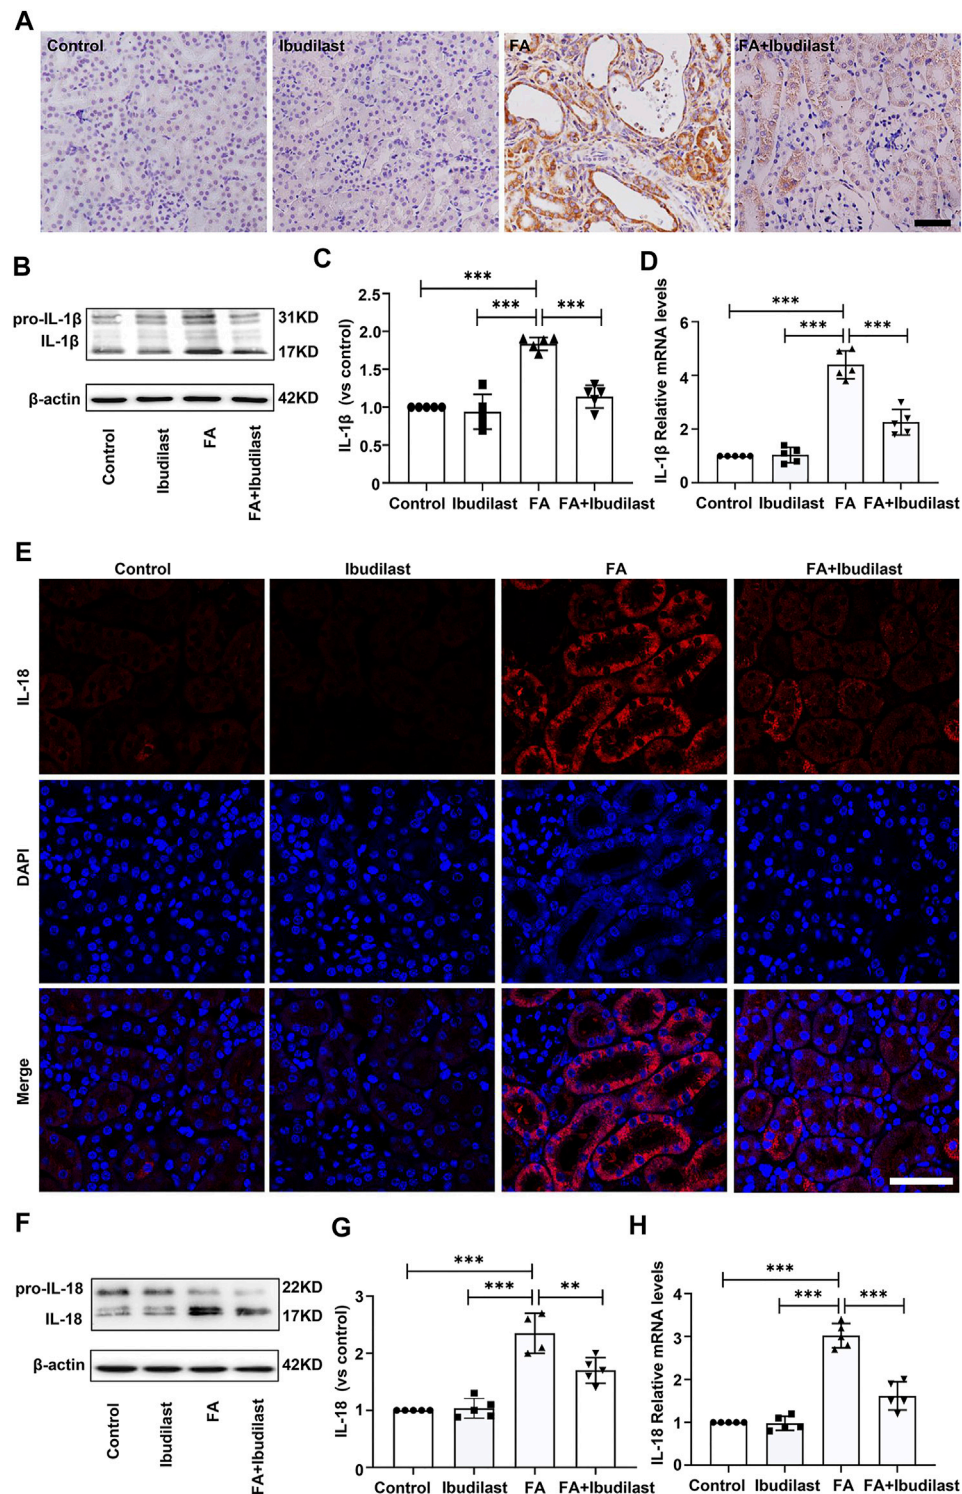 A
Control
Ibudilast
FA
FA+Ibudilast
B
pro-IL-1β
31KD
IL-1β
17KD
β-actin
42KD
Control
Ibudilast
FA
FA+Ibudilast
C
***
*** ***
IL-1β (vs control)
2.5
2.0
1.5
1.0
0.5
0
Control Ibudilast FA FA+Ibudilast
D
***
*** ***
IL-1β Relative mRNA levels
6
4
2
0
Control Ibudilast FA FA+Ibudilast
E
Control Ibudilast FA FA+Ibudilast
IL-18
DAPI
Merge
F
pro-IL-18
22KD
IL-18
17KD
β-actin
42KD
Control
Ibudilast
FA
FA+Ibudilast
G
***
*** **
IL-18 (vs control)
3
2
1
0
Control Ibudilast FA FA+Ibudilast
H
***
*** ***
IL-18 Relative mRNA levels
4
3
2
1
0
Control Ibudilast FA FA+Ibudilast